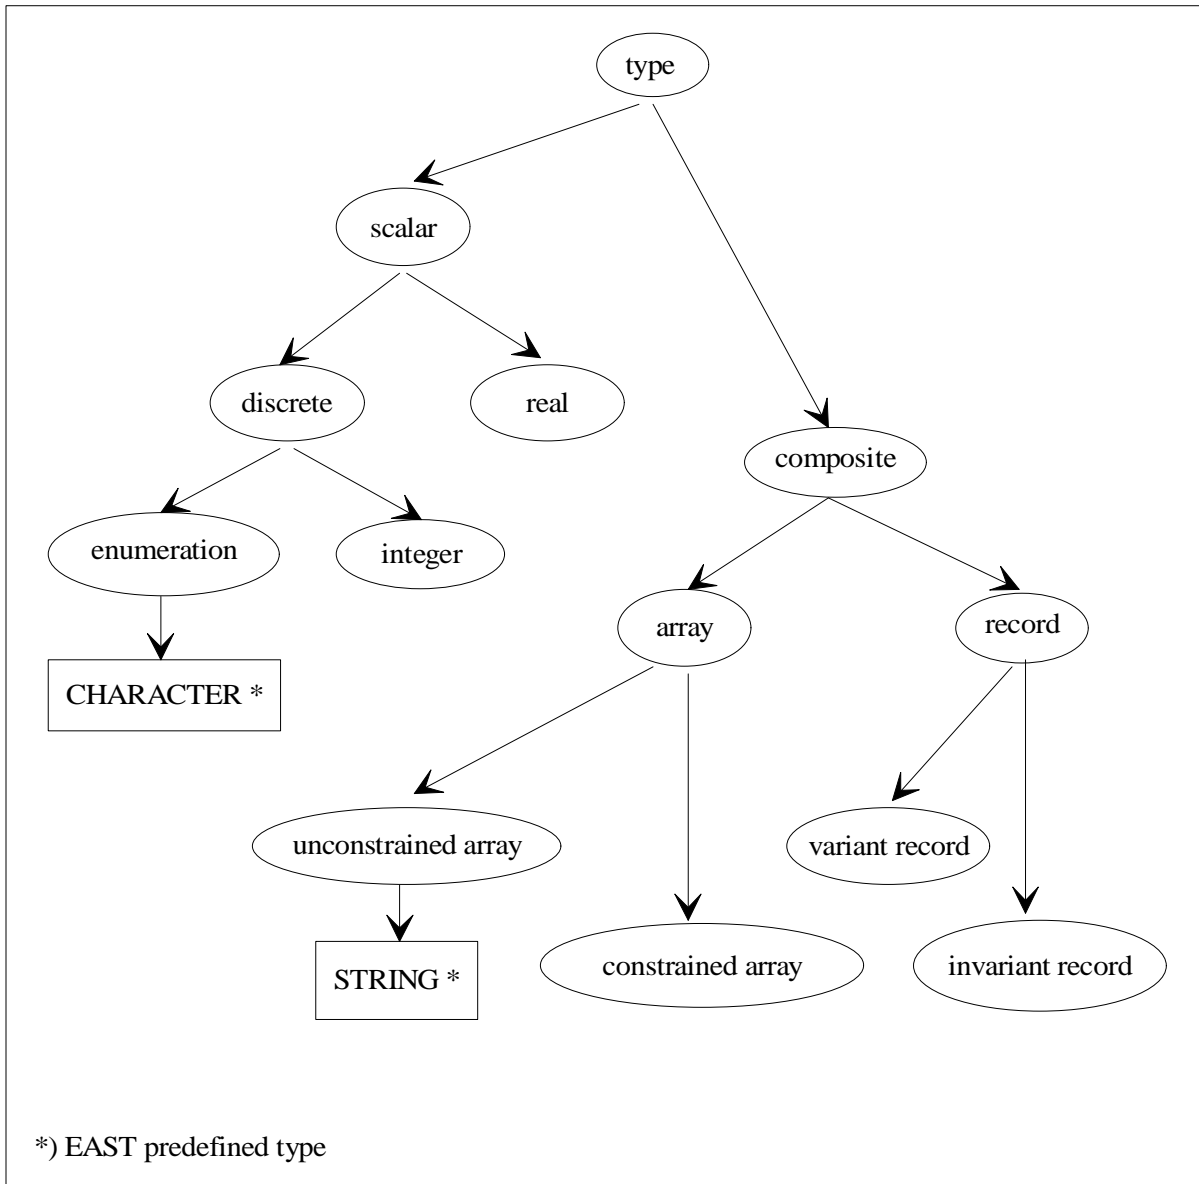 type
scalar
discrete
real
composite
enumeration
integer
array
record
CHARACTER *
unconstrained array
variant record
STRING *
constrained array
invariant record
*) EAST predefined type